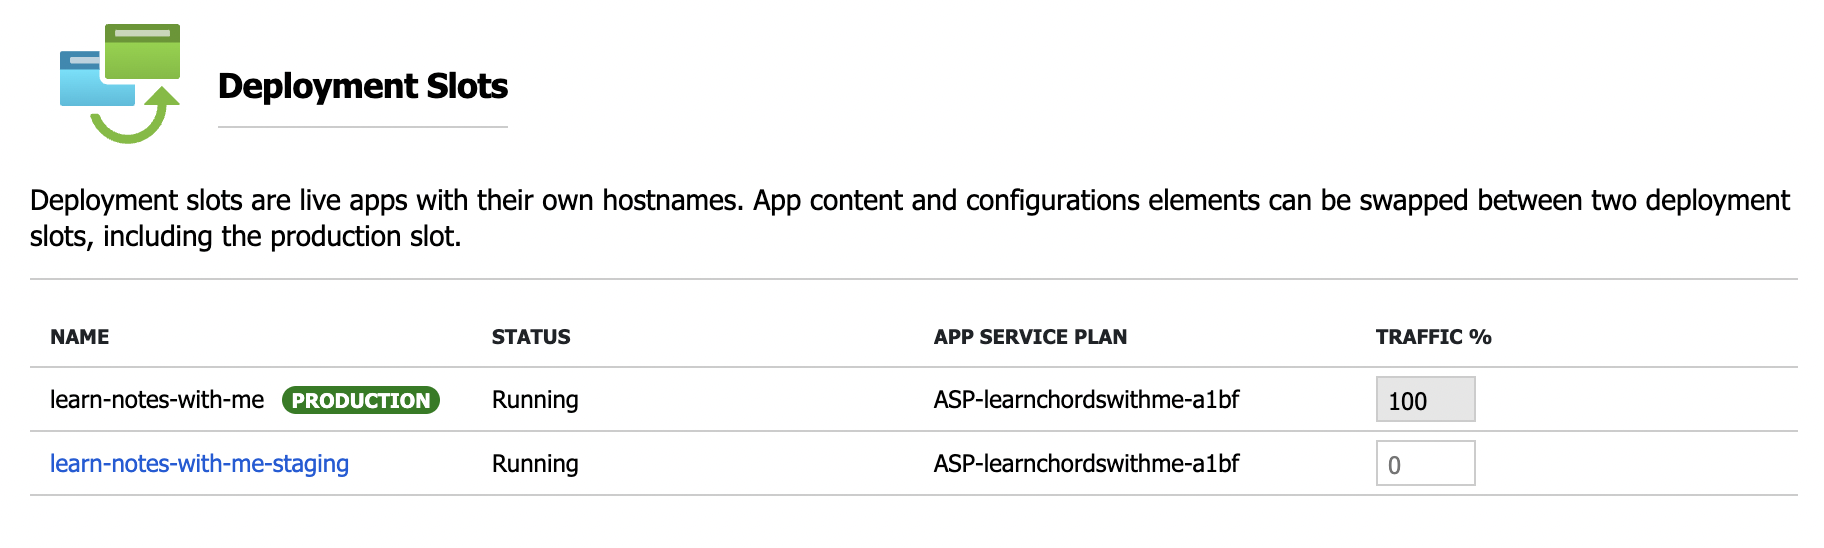 Deployment Slots
Deployment slots are live apps with their own hostnames. App content and configurations elements can be swapped between two deployment
slots, including the production slot.
NAME STATUS APP SERVICE PLAN TRAFFIC %
learn-notes-with-me PRODUCTION Running ASP-learnchordswithme-a1bf 100
learn-notes-with-me-staging Running ASP-learnchordswithme-a1bf 0